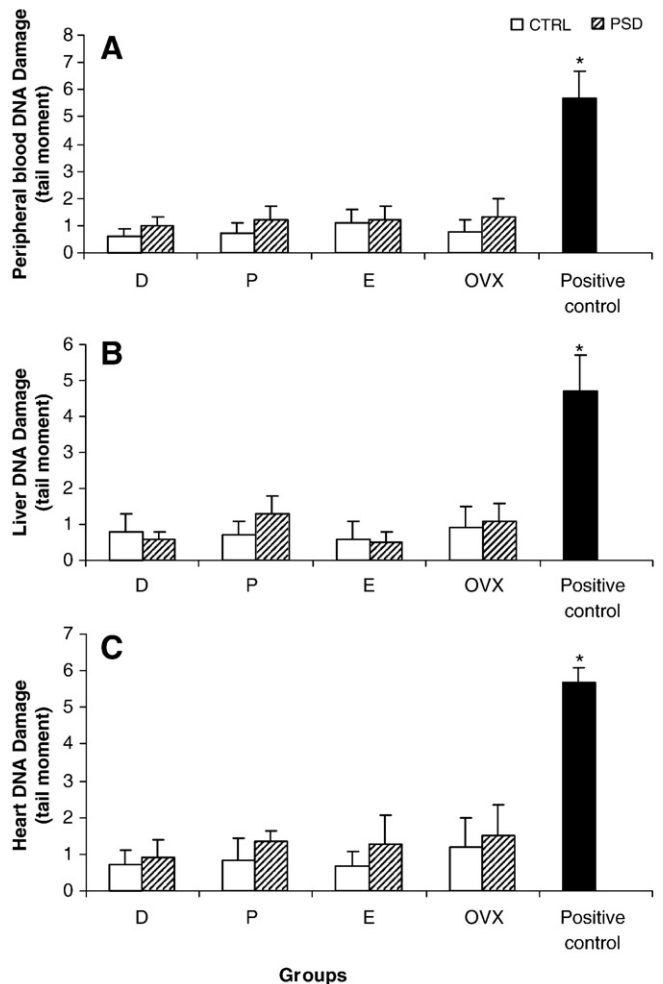 CTRL PSD
A
Peripheral blood DNA Damage
(tail moment)
8
7
6
5
4
3
2
1
0
*
D P E OVX Positive
control
B
Liver DNA Damage
(tail moment)
6
5
4
3
2
1
0
*
D P E OVX Positive
control
C
Heart DNA Damage
(tail moment)
7
6
5
4
3
2
1
0
*
D P E OVX Positive
control
Groups